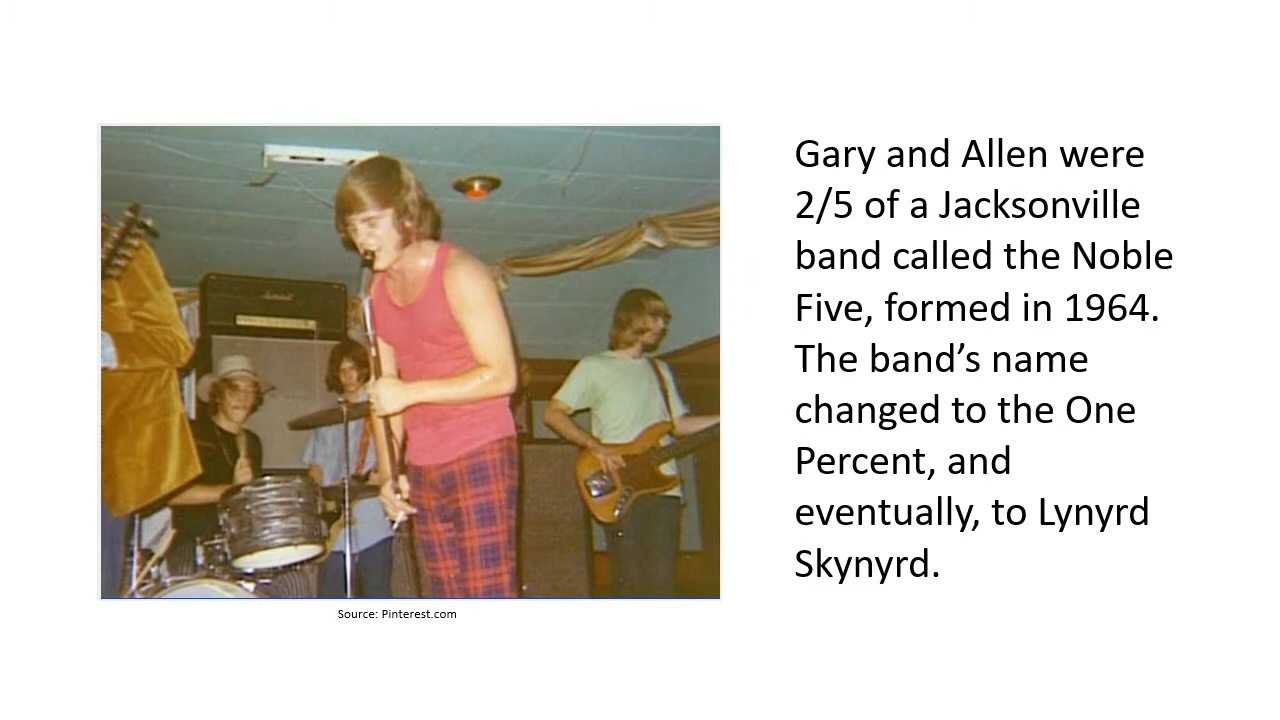 Gary and Allen were
2/5 of a Jacksonville
band called the Noble
Five, formed in 1964.
The band’s name
changed to the One
Percent, and
eventually, to Lynyrd
Skynyrd.
Source: Pinterest.com